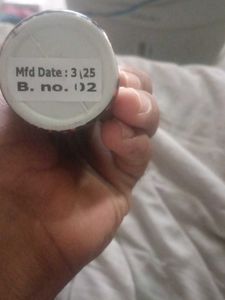 Mfd Date : 3/25
B. no. 02